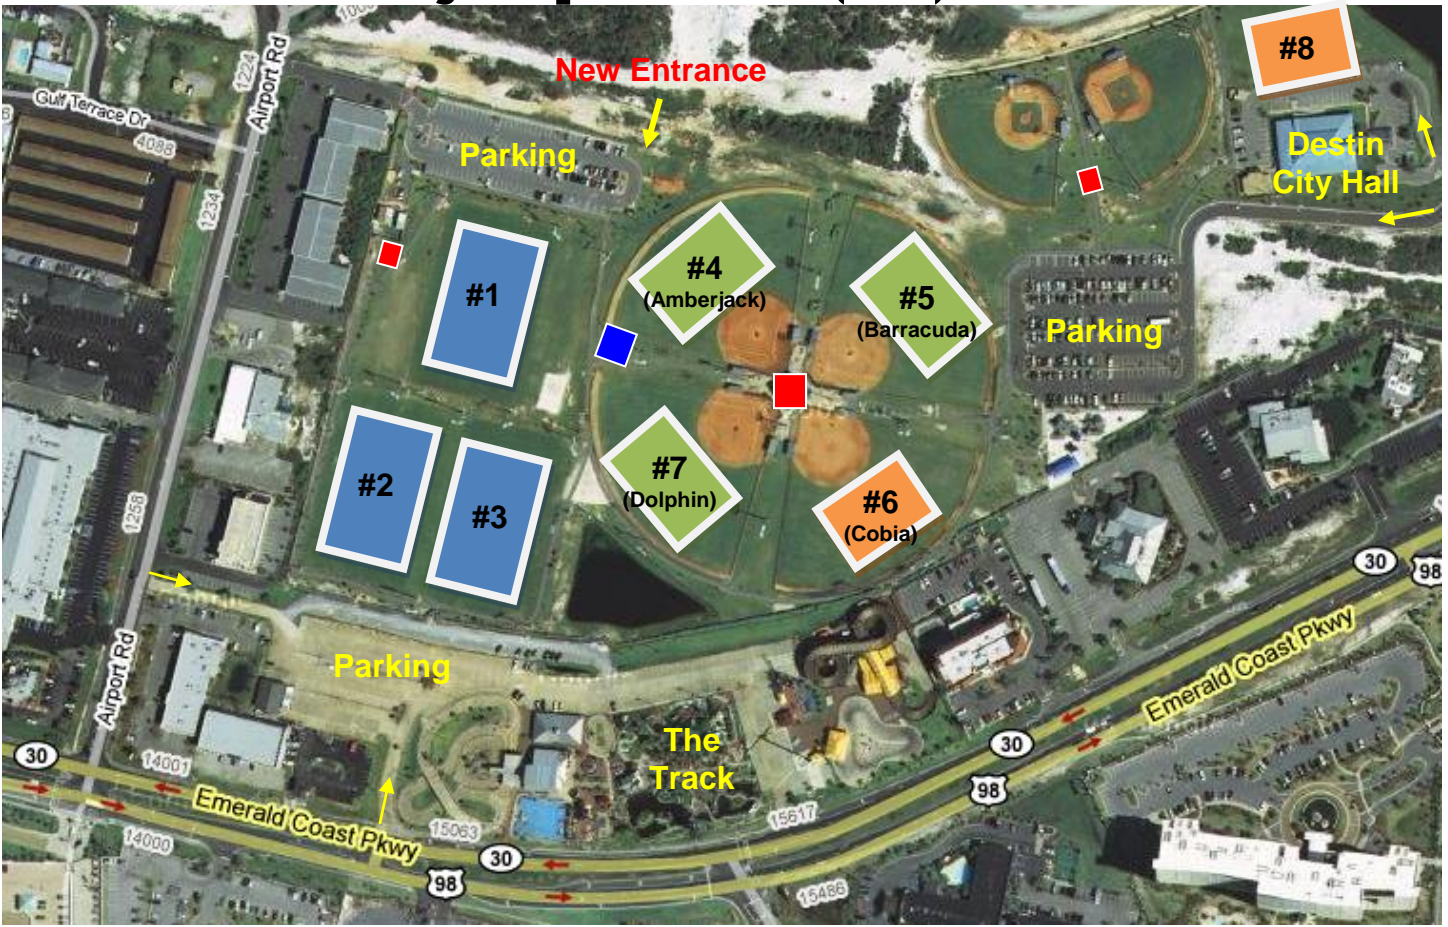 1224
Airport Rd
New Entrance
#8
Gulf Terrace Dr
4088
Parking
Destin
City Hall
1234
#1
#4
(Amberjack)
#5
(Barracuda)
Parking
#2
#3
#7
(Dolphin)
#6
(Cobia)
1258
30
98
Airport Rd
Parking
Emerald Coast Pkwy
The
Track
30
14001
30
98
Emerald Coast Pkwy
14000
15063
15617
30
98
15486